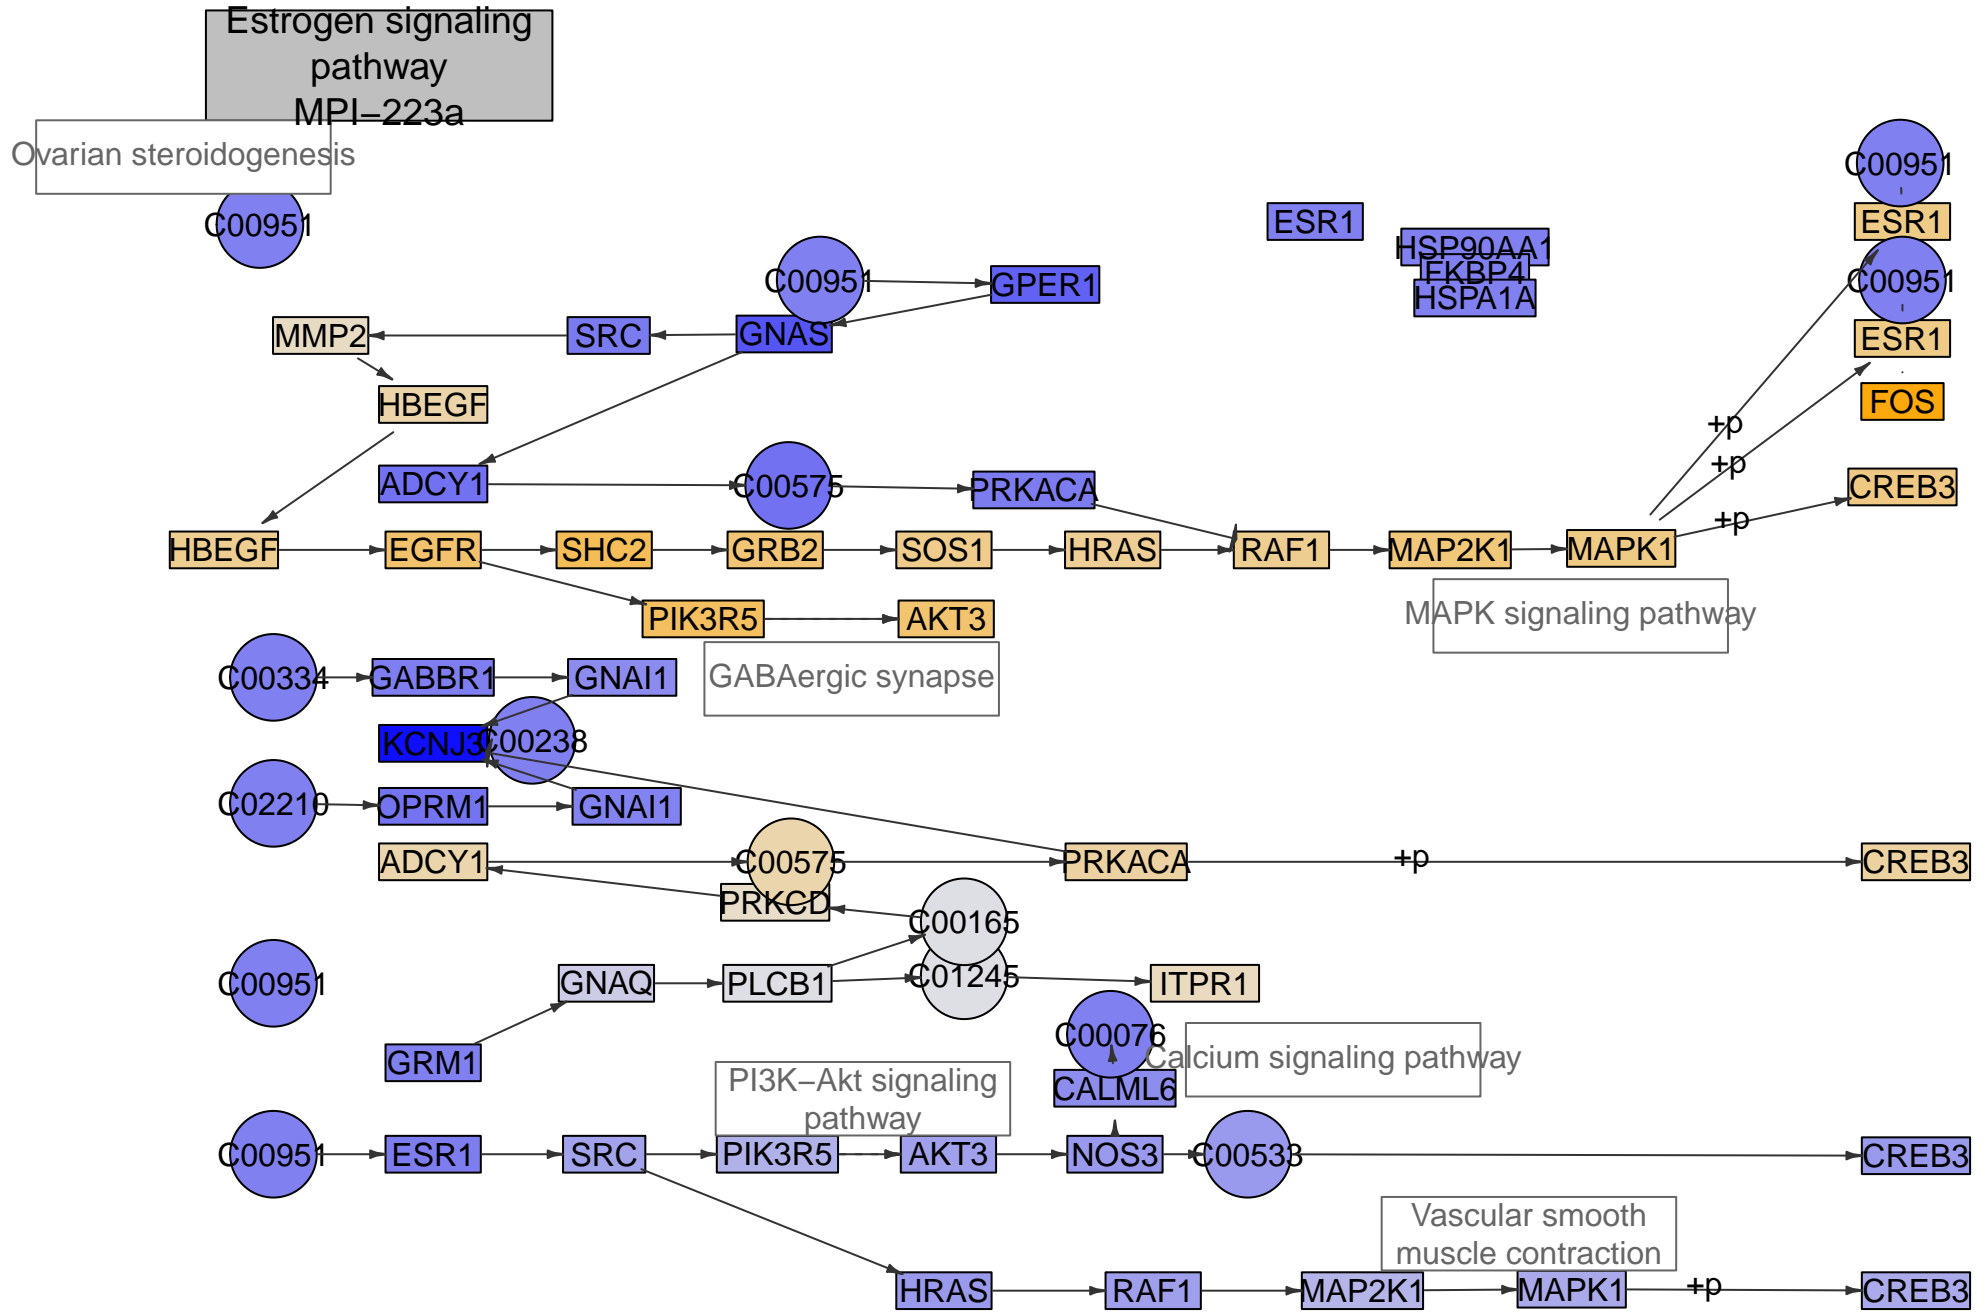 Estrogen signaling
pathway
MPI−223a
Ovarian steroidogenesis
C00951
C00951
ESR1
ESR1
C00951
HSP90AA1
FKBP4
HSPA1A
C00951
GPER1
C00951
MMP2
SRC
GNAS
ESR1
HBEGF
FOS
+p
+p
ADCY1
C00575
PRKACA
CREB3
+p
HBEGF
EGFR
SHC2
GRB2
SOS1
HRAS
RAF1
MAP2K1
MAPK1
PIK3R5
AKT3
MAPK signaling pathway
C00334
GABBR1
GNAI1
GABAergic synapse
KCNJ3
C00238
C02210
OPRM1
GNAI1
ADCY1
C00575
PRKACA
+p
CREB3
PRKCD
C00165
C00951
GNAQ
PLCB1
C01245
ITPR1
C00076
Calcium signaling pathway
GRM1
PI3K−Akt signaling
pathway
CALML6
C00951
ESR1
SRC
PIK3R5
AKT3
NOS3
C00533
CREB3
Vascular smooth
muscle contraction
HRAS
RAF1
MAP2K1
MAPK1
+p
CREB3